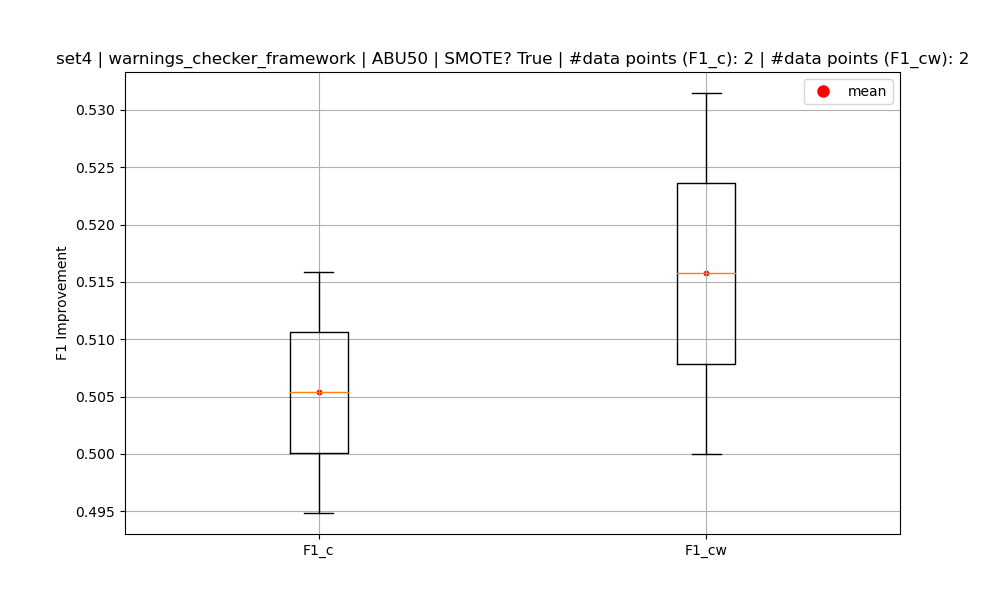 set4 | warnings_checker_framework | ABU50 | SMOTE? True | #data points (F1_c): 2 | #data points (F1_cw): 2
mean
0.530
0.525
0.520
0.515
0.510
0.505
0.500
0.495
F1 Improvement
F1_c
F1_cw